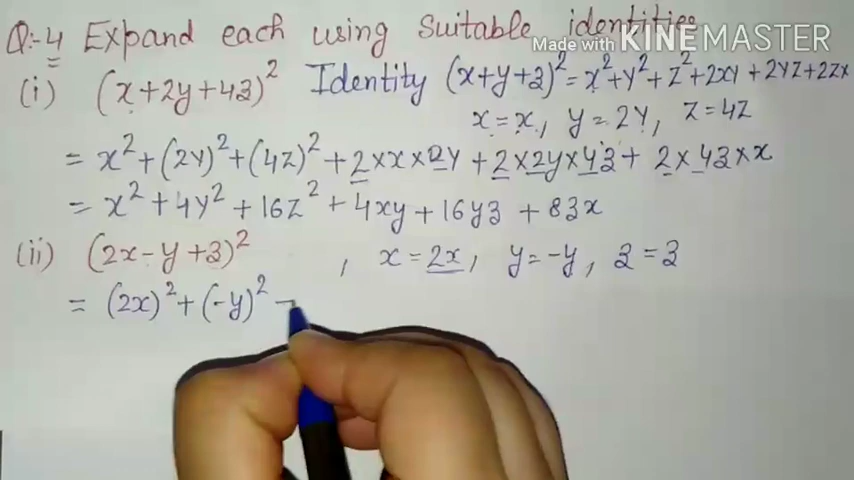 Q:-4 Expand each using suitable identities
Made with KINEMASTER
(i) (x+2y+4z)² Identity (x+y+z)² = x²+y²+z²+2xy+2yz+2zx
x=x, y=2y, z=4z
= x²+(2y)²+(4z)²+2×x×2y+2×2y×4z+2×4z×x
= x²+4y²+16z²+4xy+16yz+8zx
(ii) (2x-y+z)² , x=2x, y=-y, z=z
= (2x)²+(-y)² -